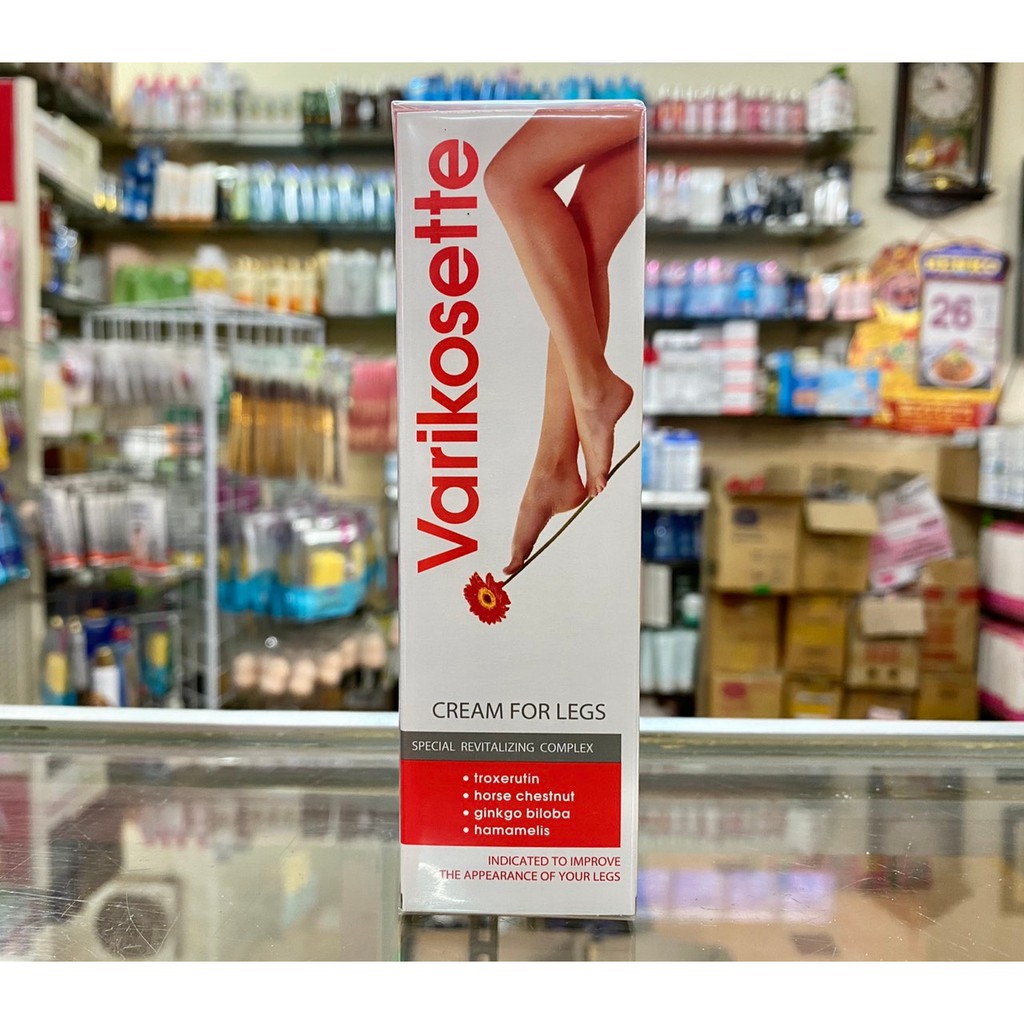 Varikosette
CREAM FOR LEGS
SPECIAL REVITALIZING COMPLEX
• troxerutin
• horse chestnut
• ginkgo biloba
• hamamelis
INDICATED TO IMPROVE
THE APPEARANCE OF YOUR LEGS
26